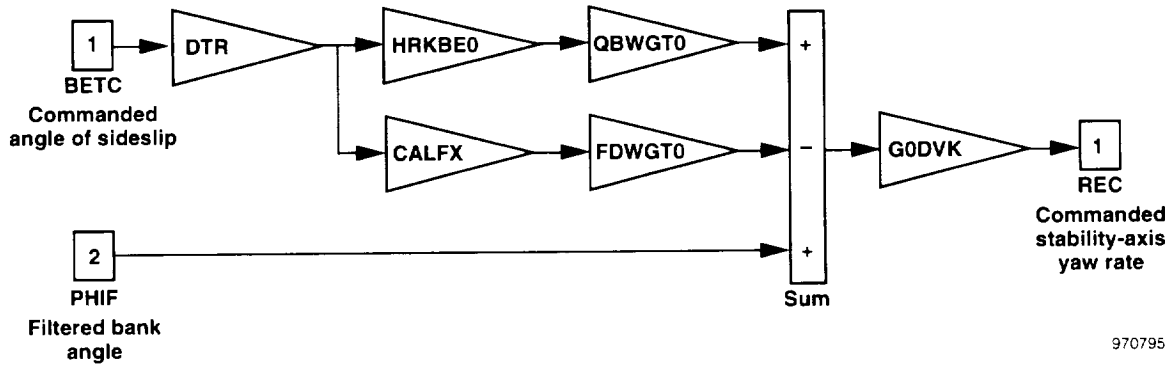 1
BETC
Commanded
angle of sideslip
DTR
HRKBE0
QBWGT0
+
CALFX
FDWGT0
–
G0DVK
1
REC
Commanded
stability-axis
yaw rate
2
PHIF
Filtered bank
angle
+
Sum
970795